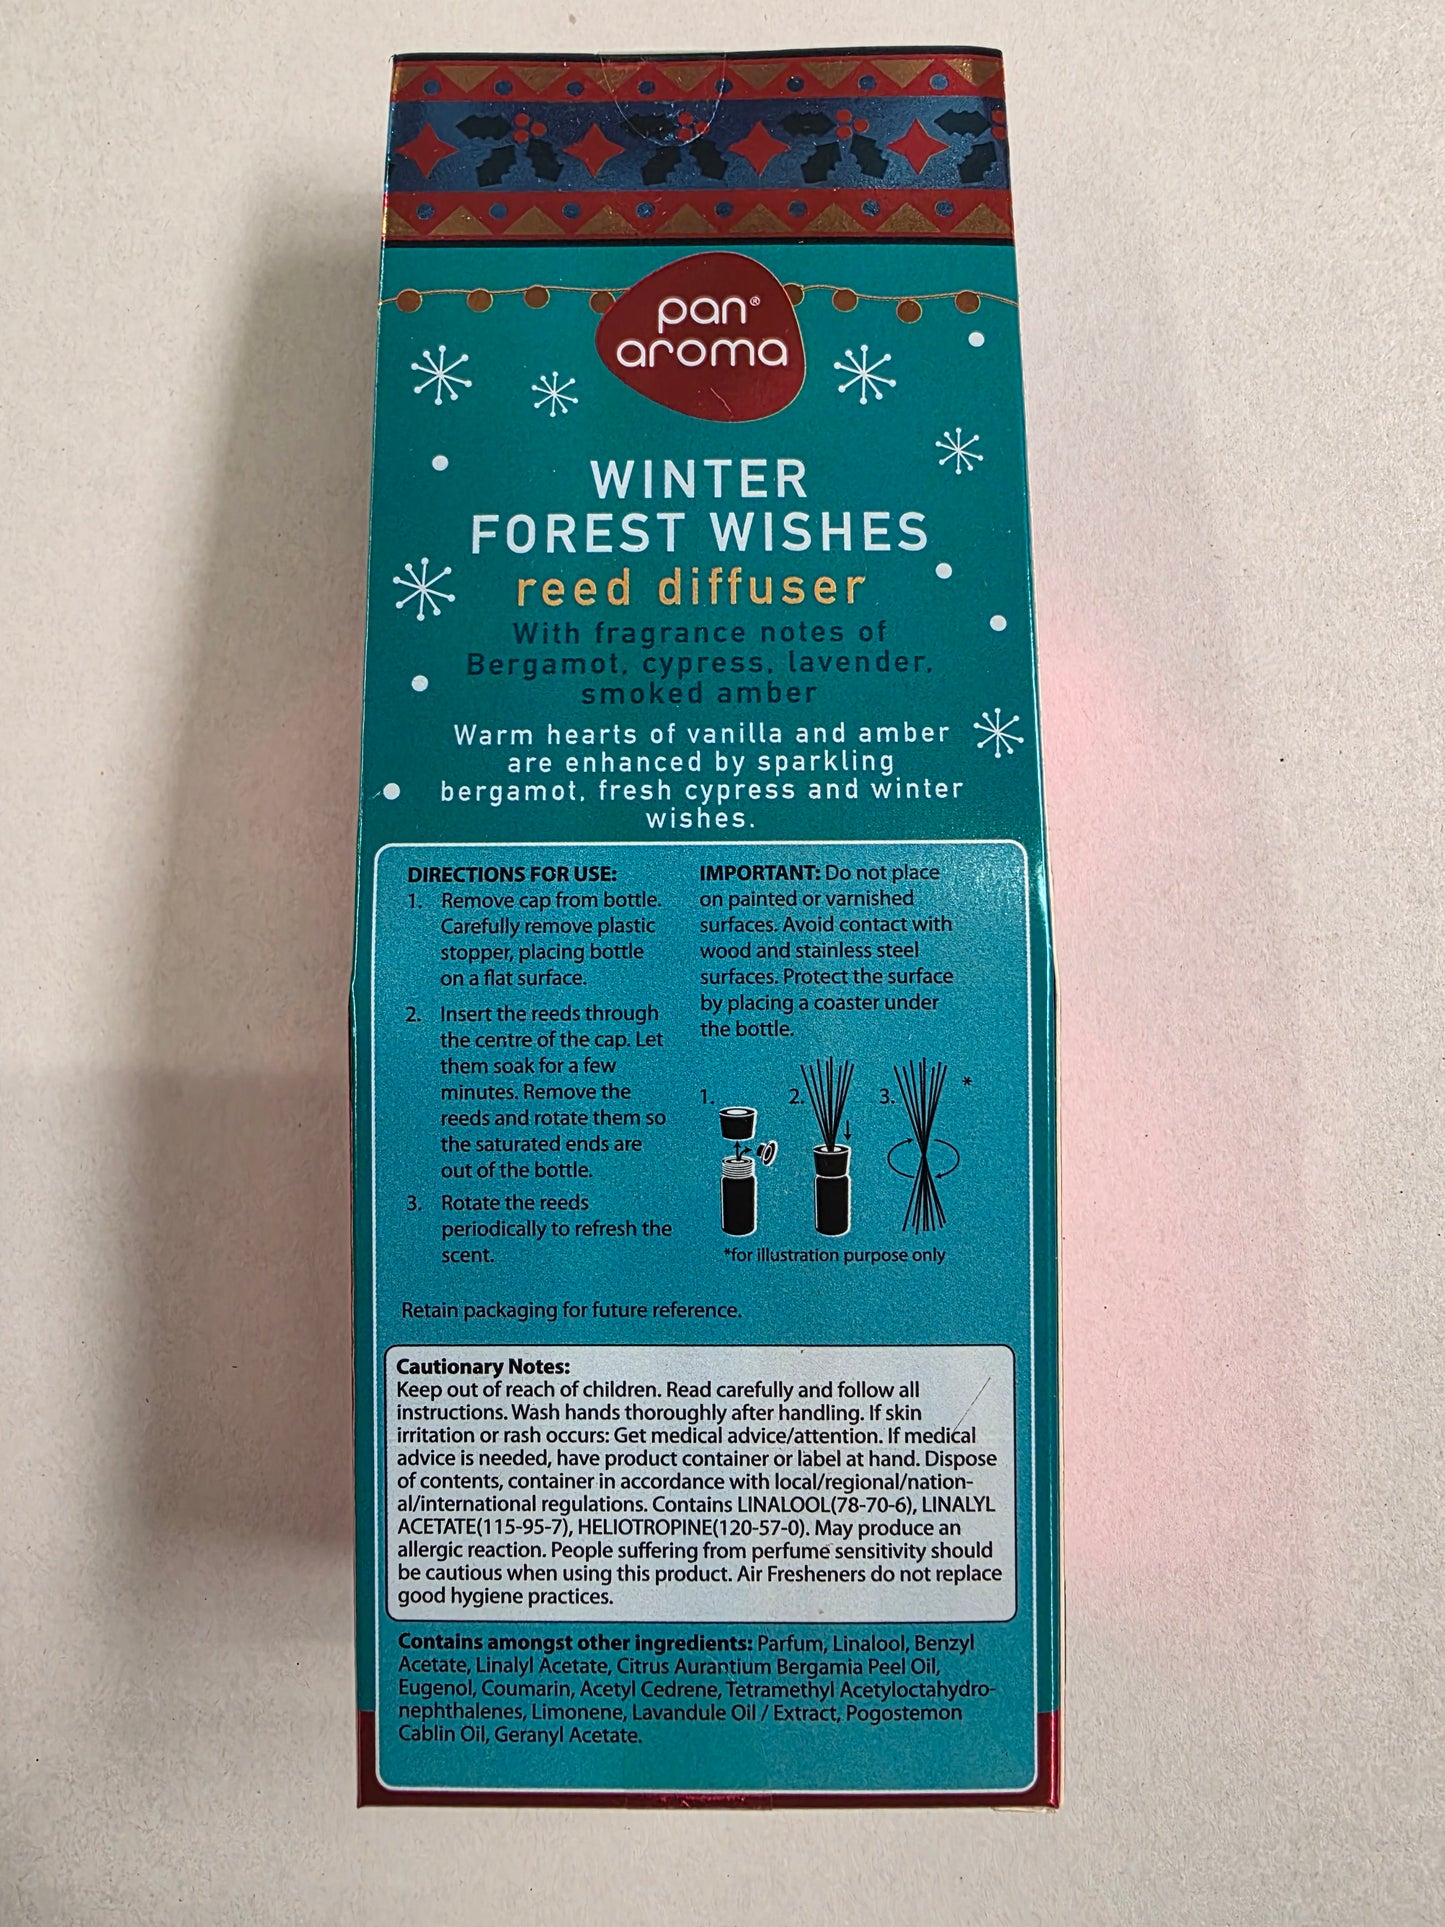 pan®
aroma
WINTER
FOREST WISHES
reed diffuser
With fragrance notes of
Bergamot, cypress, lavender,
smoked amber
Warm hearts of vanilla and amber
are enhanced by sparkling
bergamot, fresh cypress and winter
wishes.
DIRECTIONS FOR USE:
1. Remove cap from bottle.
Carefully remove plastic
stopper, placing bottle
on a flat surface.
2. Insert the reeds through
the centre of the cap. Let
them soak for a few
minutes. Remove the
reeds and rotate them so
the saturated ends are
out of the bottle.
3. Rotate the reeds
periodically to refresh the
scent.
IMPORTANT: Do not place
on painted or varnished
surfaces. Avoid contact with
wood and stainless steel
surfaces. Protect the surface
by placing a coaster under
the bottle.
1. 2. 3. *
*for illustration purpose only
Retain packaging for future reference.
Cautionary Notes:
Keep out of reach of children. Read carefully and follow all
instructions. Wash hands thoroughly after handling. If skin
irritation or rash occurs: Get medical advice/attention. If medical
advice is needed, have product container or label at hand. Dispose
of contents, container in accordance with local/regional/nation-
al/international regulations. Contains LINALOOL(78-70-6), LINALYL
ACETATE(115-95-7), HELIOTROPINE(120-57-0). May produce an
allergic reaction. People suffering from perfume sensitivity should
be cautious when using this product. Air Fresheners do not replace
good hygiene practices.
Contains amongst other ingredients: Parfum, Linalool, Benzyl
Acetate, Linalyl Acetate, Citrus Aurantium Bergamia Peel Oil,
Eugenol, Coumarin, Acetyl Cedrene, Tetramethyl Acetyloctahydro-
nephthalenes, Limonene, Lavandule Oil / Extract, Pogostemon
Cablin Oil, Geranyl Acetate.